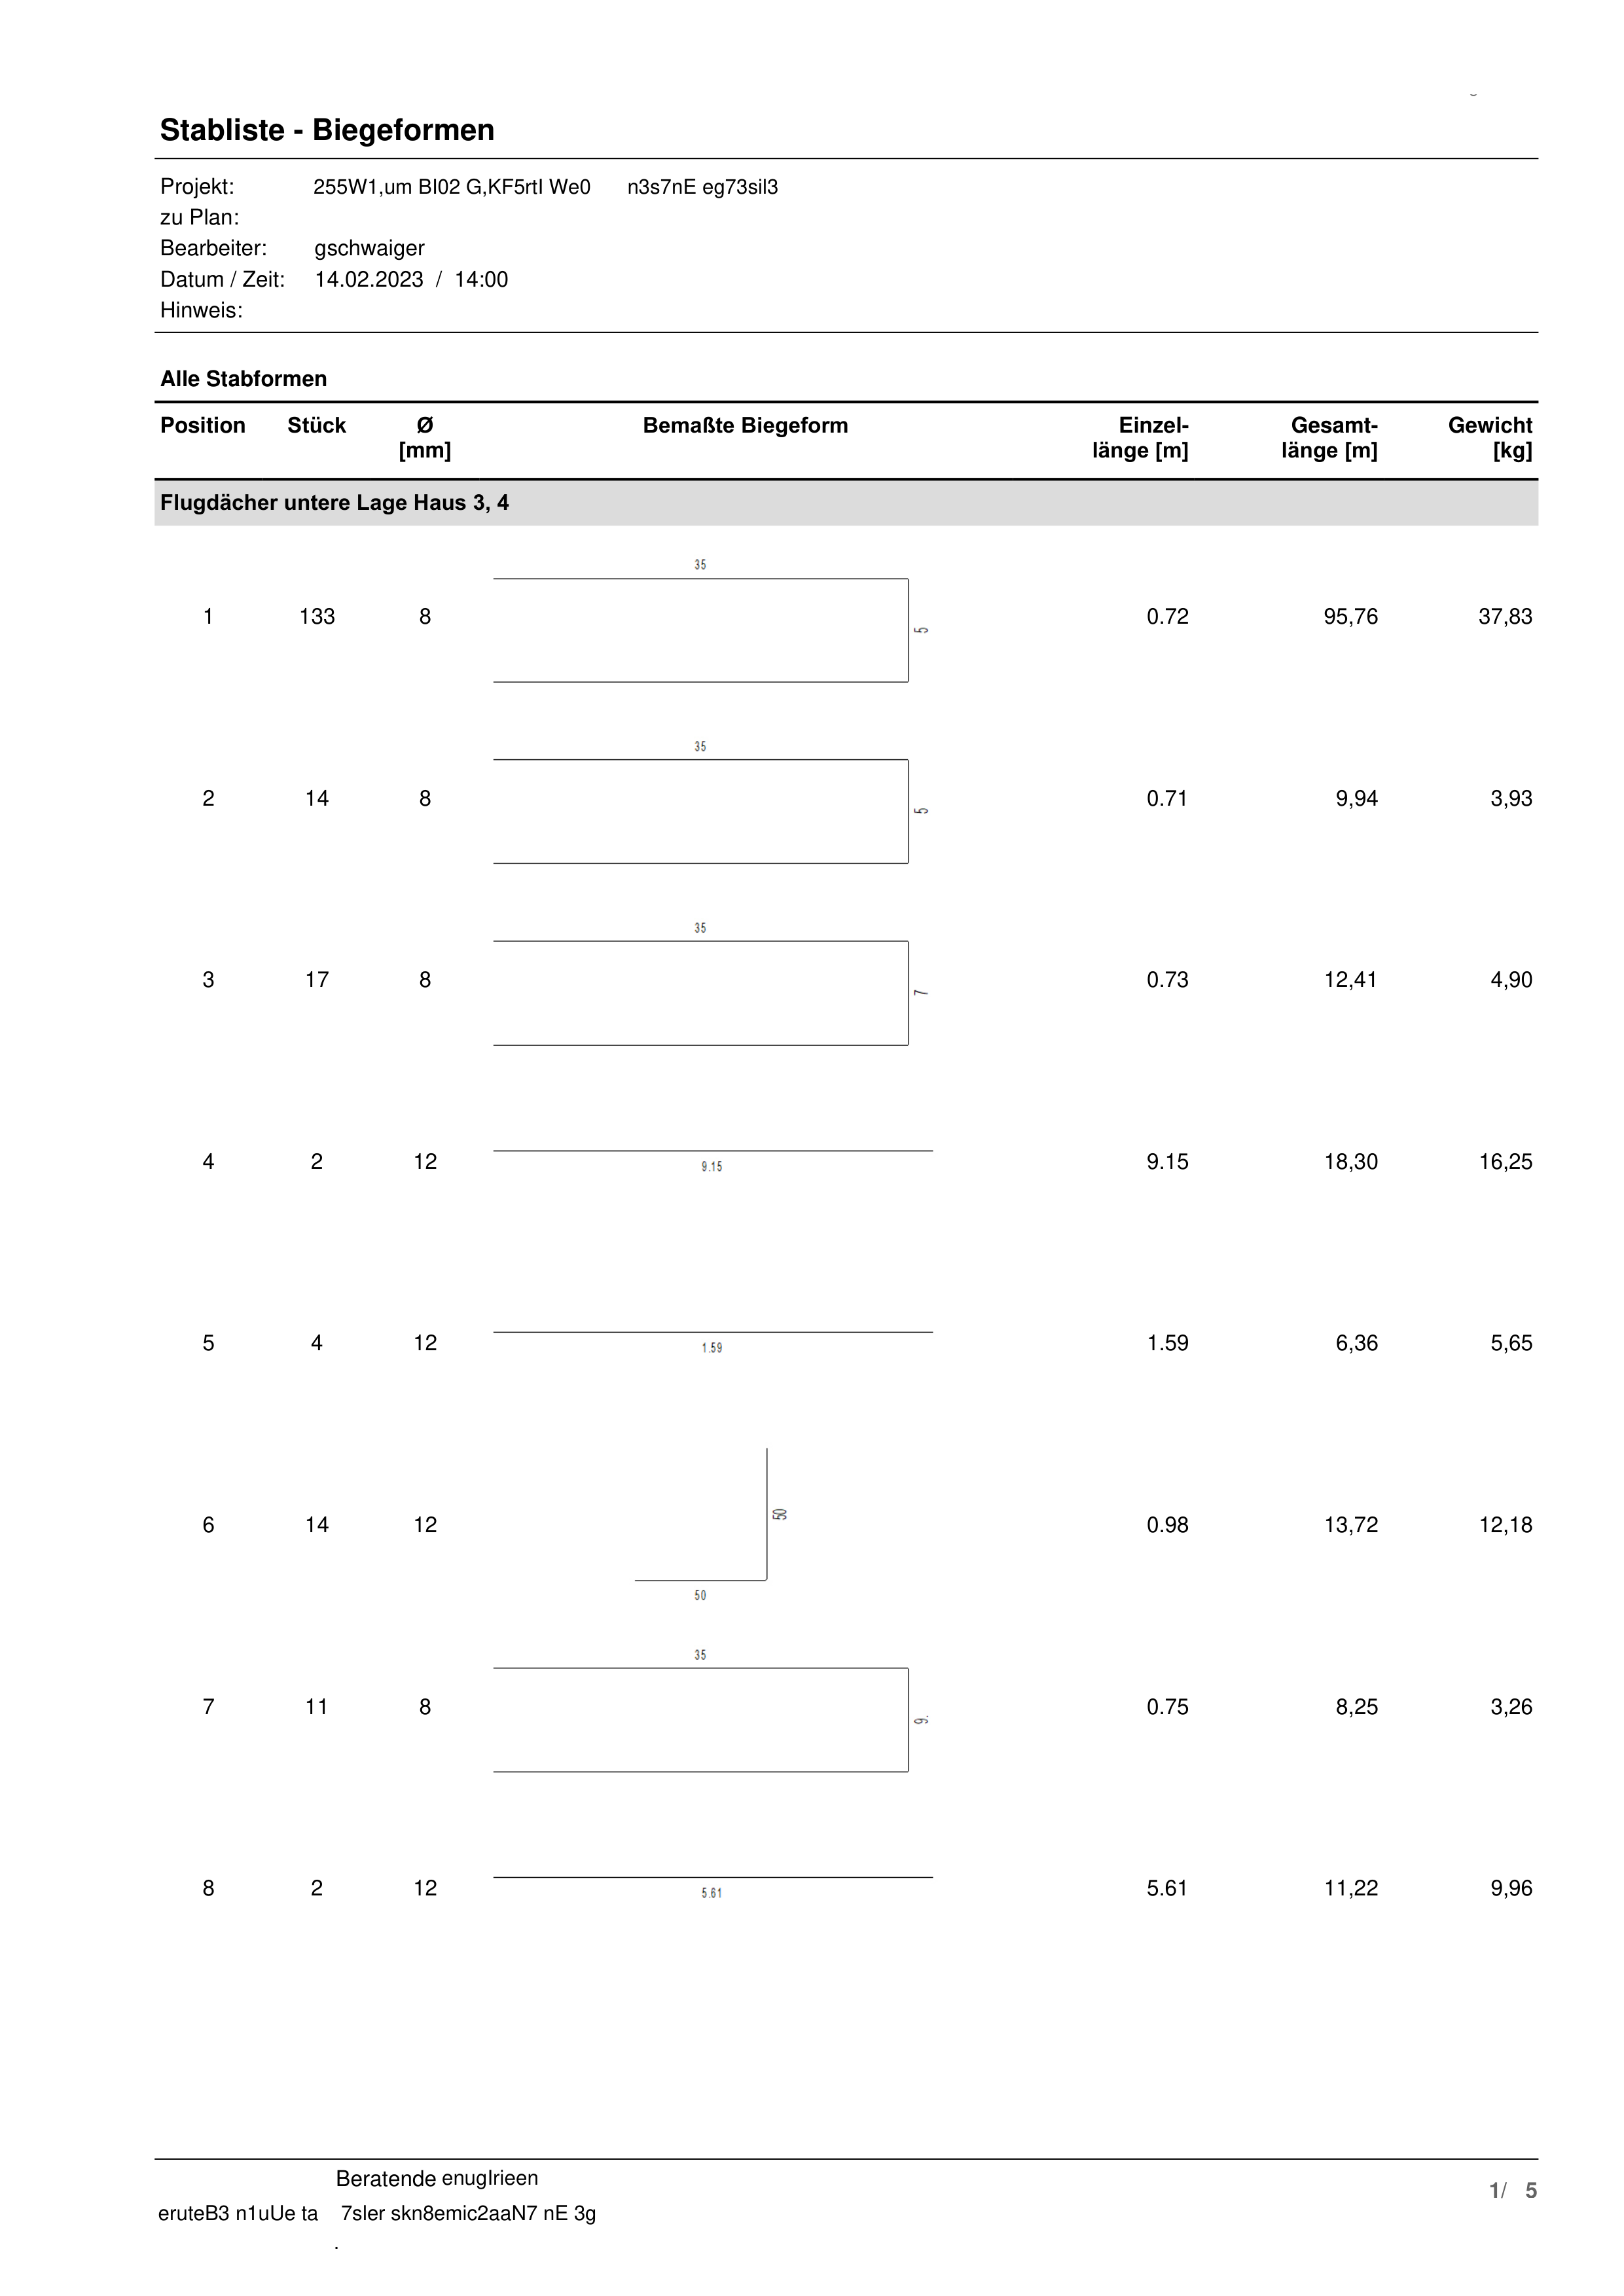 Stabliste - Biegeformen
Projekt: 255W1,um Bl02 G,KF5rtl We0 n3s7nE eg73sil3
zu Plan:
Bearbeiter: gschwaiger
Datum / Zeit: 14.02.2023 / 14:00
Hinweis:
Alle Stabformen
Position Stück Ø Bemaßte Biegeform Einzel- Gesamt- Gewicht
[mm] länge [m] länge [m] [kg]
Flugdächer untere Lage Haus 3, 4
35
1 133 8 5 0.72 95,76 37,83
35
2 14 8 5 0.71 9,94 3,93
35
3 17 8 7 0.73 12,41 4,90
4 2 12 9.15 9.15 18,30 16,25
5 4 12 1.59 1.59 6,36 5,65
6 14 12 50 0.98 13,72 12,18
50
35
7 11 8 9. 0.75 8,25 3,26
8 2 12 5.61 5.61 11,22 9,96
Beratende enuglrieen
1/ 5
eruteB3 n1uUe ta 7sler skn8emic2aaN7 nE 3g
.